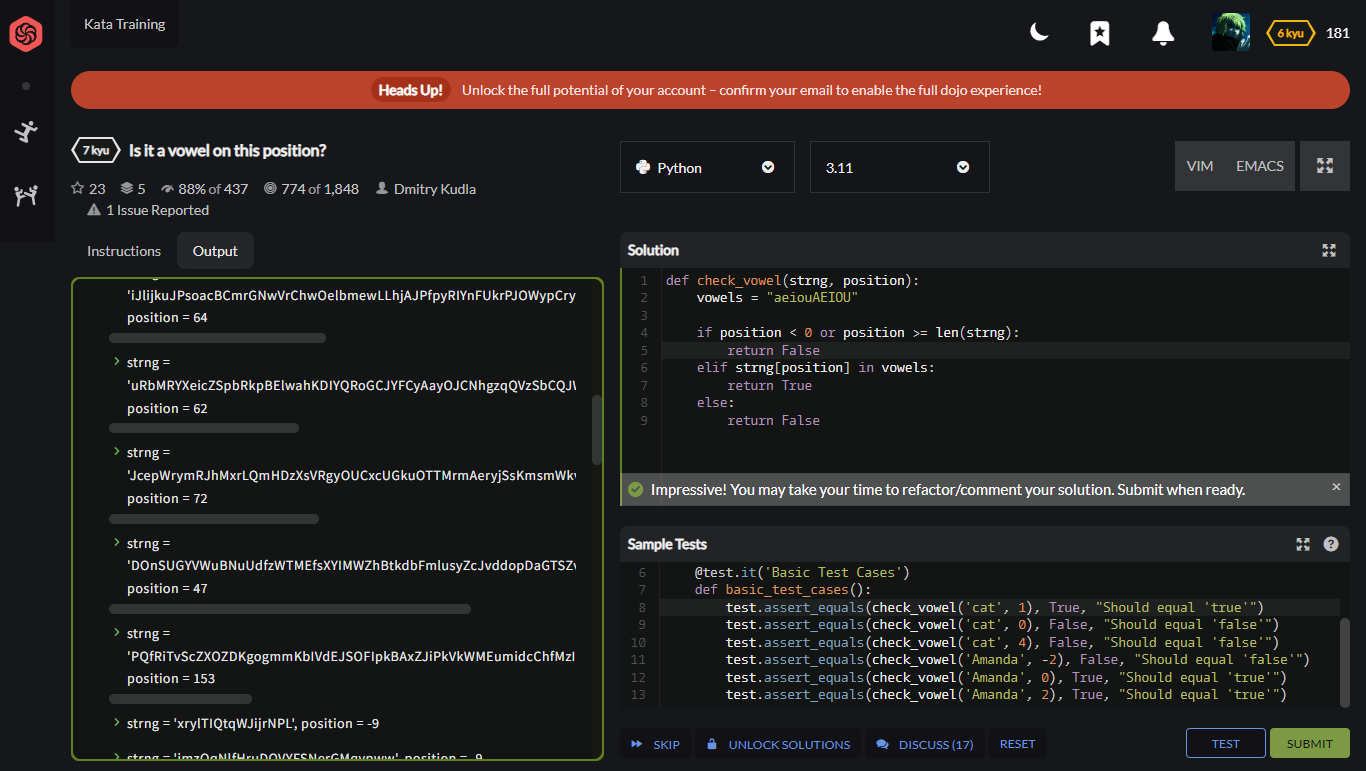 Kata Training
6 kyu 181
Heads Up! Unlock the full potential of your account – confirm your email to enable the full dojo experience!
7 kyu Is it a vowel on this position?
23 5 88% of 437 774 of 1,848 Dmitry Kudla
1 Issue Reported
Python
3.11
VIM EMACS
Instructions Output
position = 64
strng =
position = 62
strng =
position = 72
strng =
position = 47
strng =
position = 153
strng = 'xrylTIQtqWJijrNPL', position = -9
Solution
1 def check_vowel(strng, position):
2 vowels = "aeiouAEIOU"
3
4 if position < 0 or position >= len(strng):
5 return False
6 elif strng[position] in vowels:
7 return True
8 else:
9 return False
Impressive! You may take your time to refactor/comment your solution. Submit when ready. ×
Sample Tests ?
6 @test.it('Basic Test Cases')
7 def basic_test_cases():
8 test.assert_equals(check_vowel('cat', 1), True, "Should equal 'true'")
9 test.assert_equals(check_vowel('cat', 0), False, "Should equal 'false'")
10 test.assert_equals(check_vowel('cat', 4), False, "Should equal 'false'")
11 test.assert_equals(check_vowel('Amanda', -2), False, "Should equal 'false'")
12 test.assert_equals(check_vowel('Amanda', 0), True, "Should equal 'true'")
13 test.assert_equals(check_vowel('Amanda', 2), True, "Should equal 'true'")
SKIP UNLOCK SOLUTIONS DISCUSS (17) RESET TEST SUBMIT